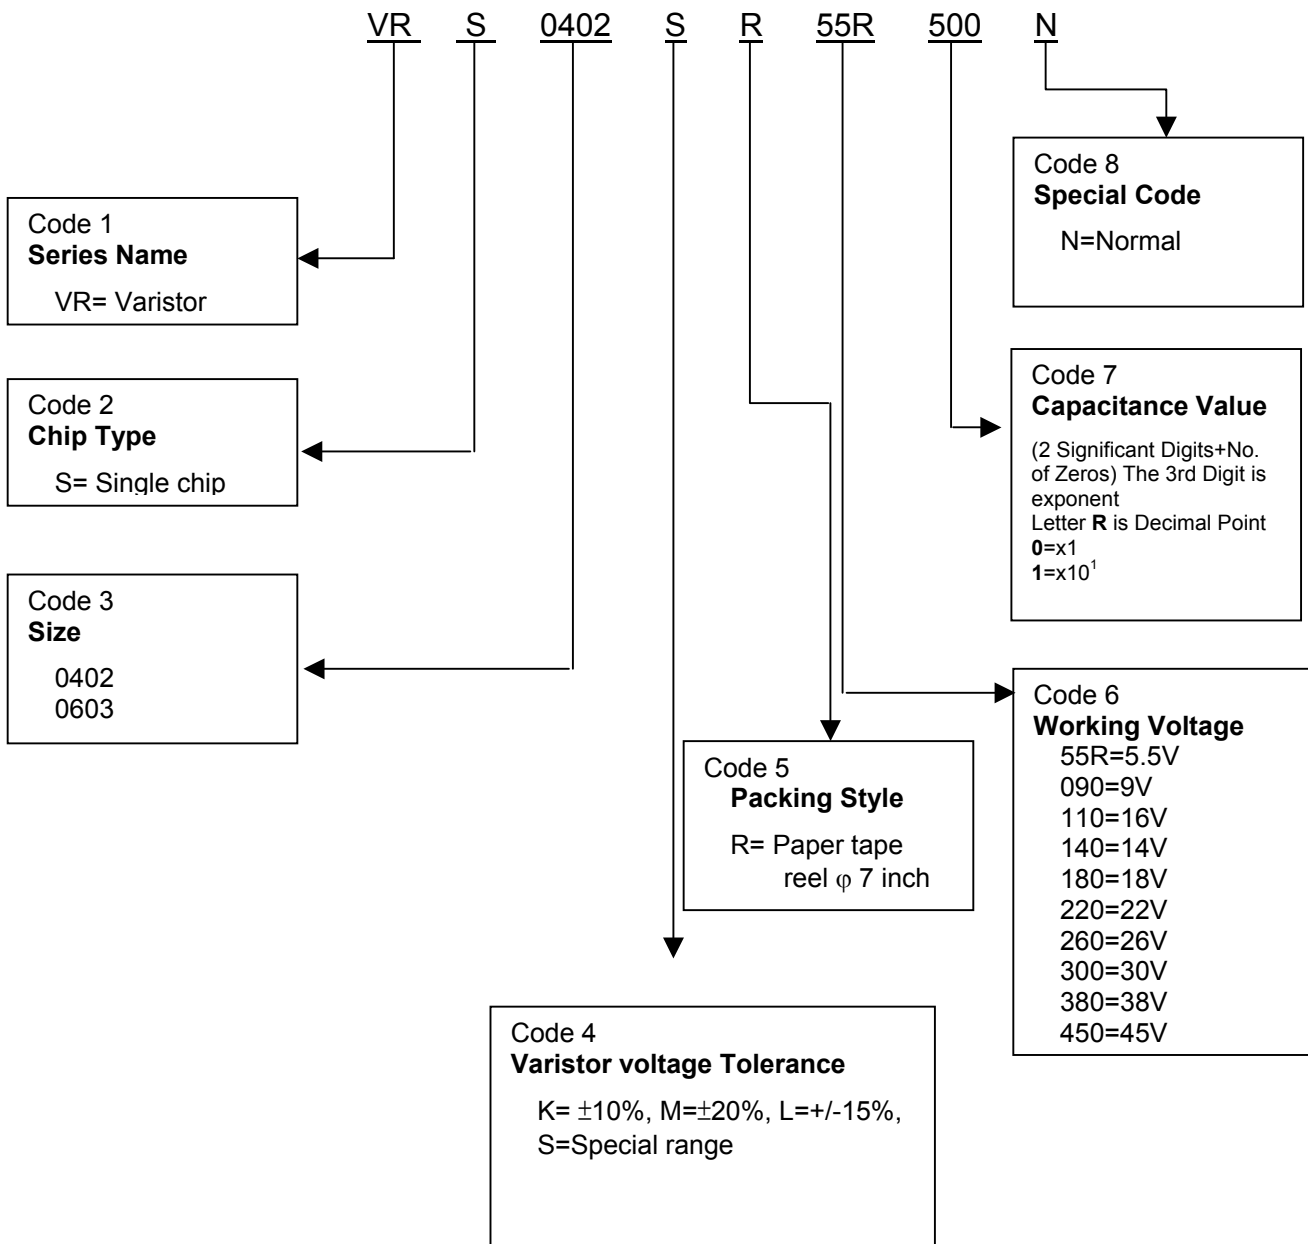 VR S 0402 S R 55R 500 N
Code 1
Series Name
VR= Varistor
Code 2
Chip Type
S= Single chip
Code 3
Size
0402
0603
Code 4
Varistor voltage Tolerance
K= ±10%, M=±20%, L=+/-15%,
S=Special range
Code 5
Packing Style
R= Paper tape
reel φ 7 inch
Code 6
Working Voltage
55R=5.5V
090=9V
110=16V
140=14V
180=18V
220=22V
260=26V
300=30V
380=38V
450=45V
Code 7
Capacitance Value
(2 Significant Digits+No.
of Zeros) The 3rd Digit is
exponent
Letter R is Decimal Point
0=x1
1=x10¹
Code 8
Special Code
N=Normal